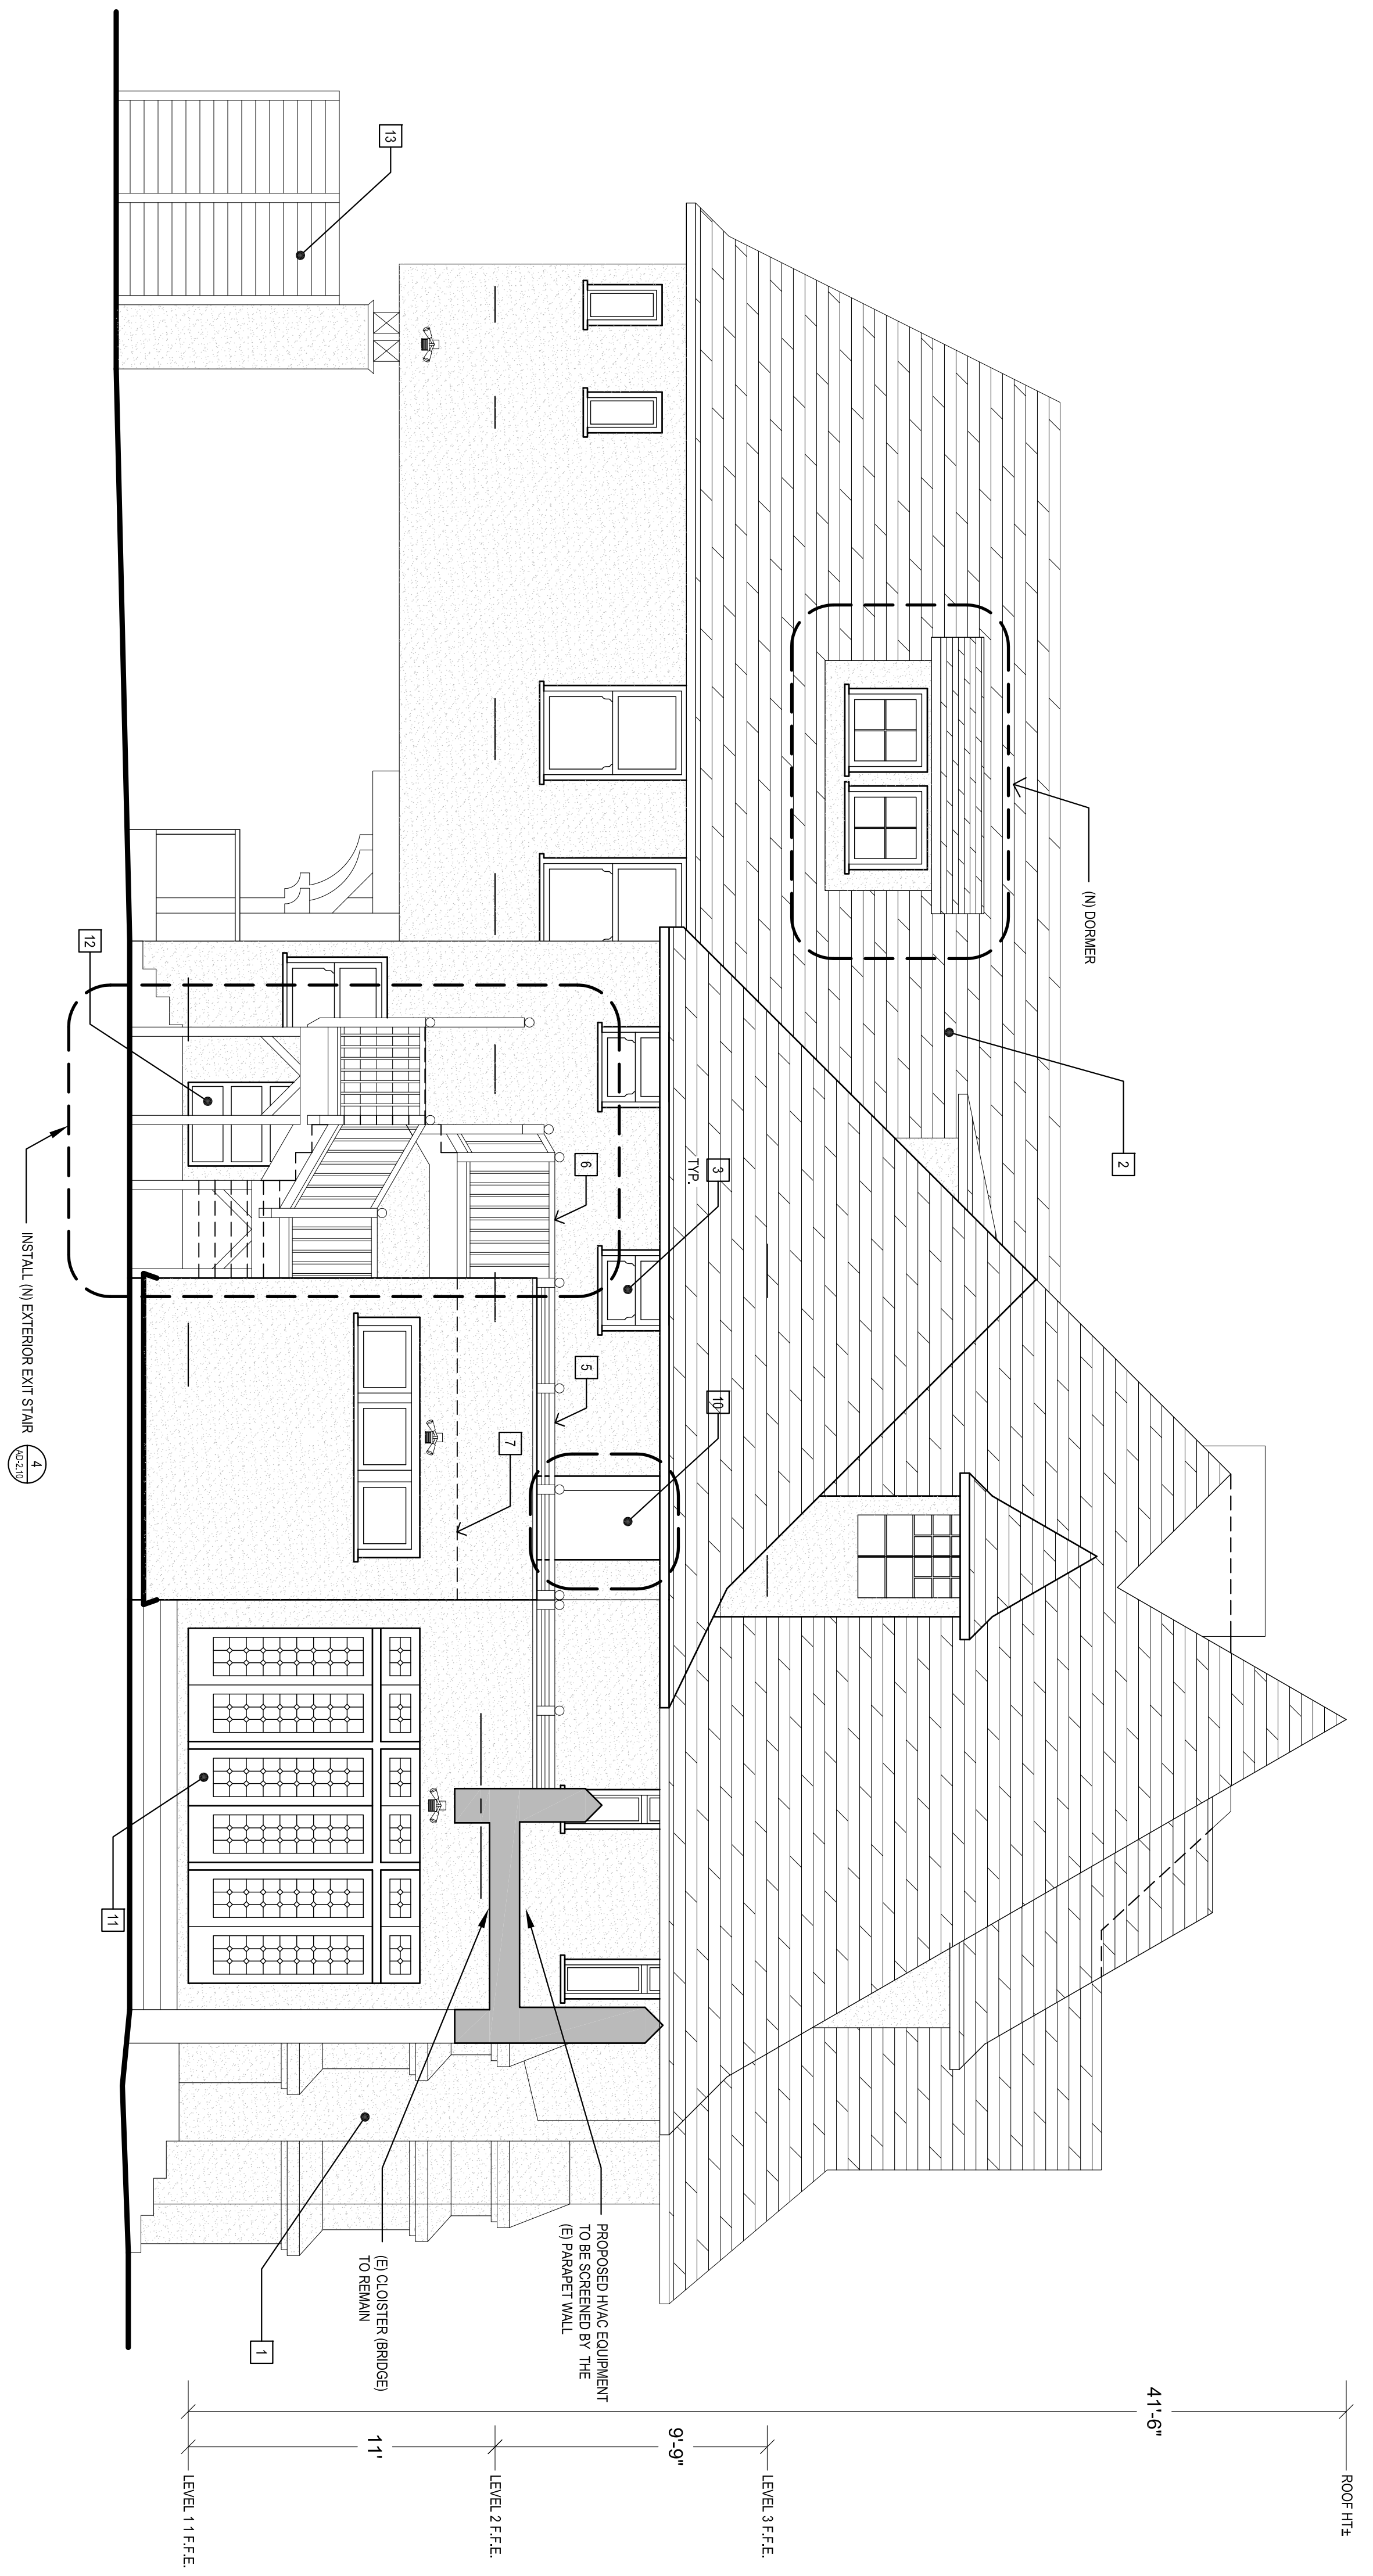 ROOF HT±
41'-6"
(N) DORMER
2
LEVEL 3 F.F.E.
9'-9"
3
TYP.
10
6
5
PROPOSED HVAC EQUIPMENT
TO BE SCREENED BY THE
(E) PARAPET WALL
7
LEVEL 2 F.F.E.
13
11'
(E) CLOISTER (BRIDGE)
TO REMAIN
1
LEVEL 1 1 F.F.E.
11
12
INSTALL (N) EXTERIOR EXIT STAIR
4
AD-2.10